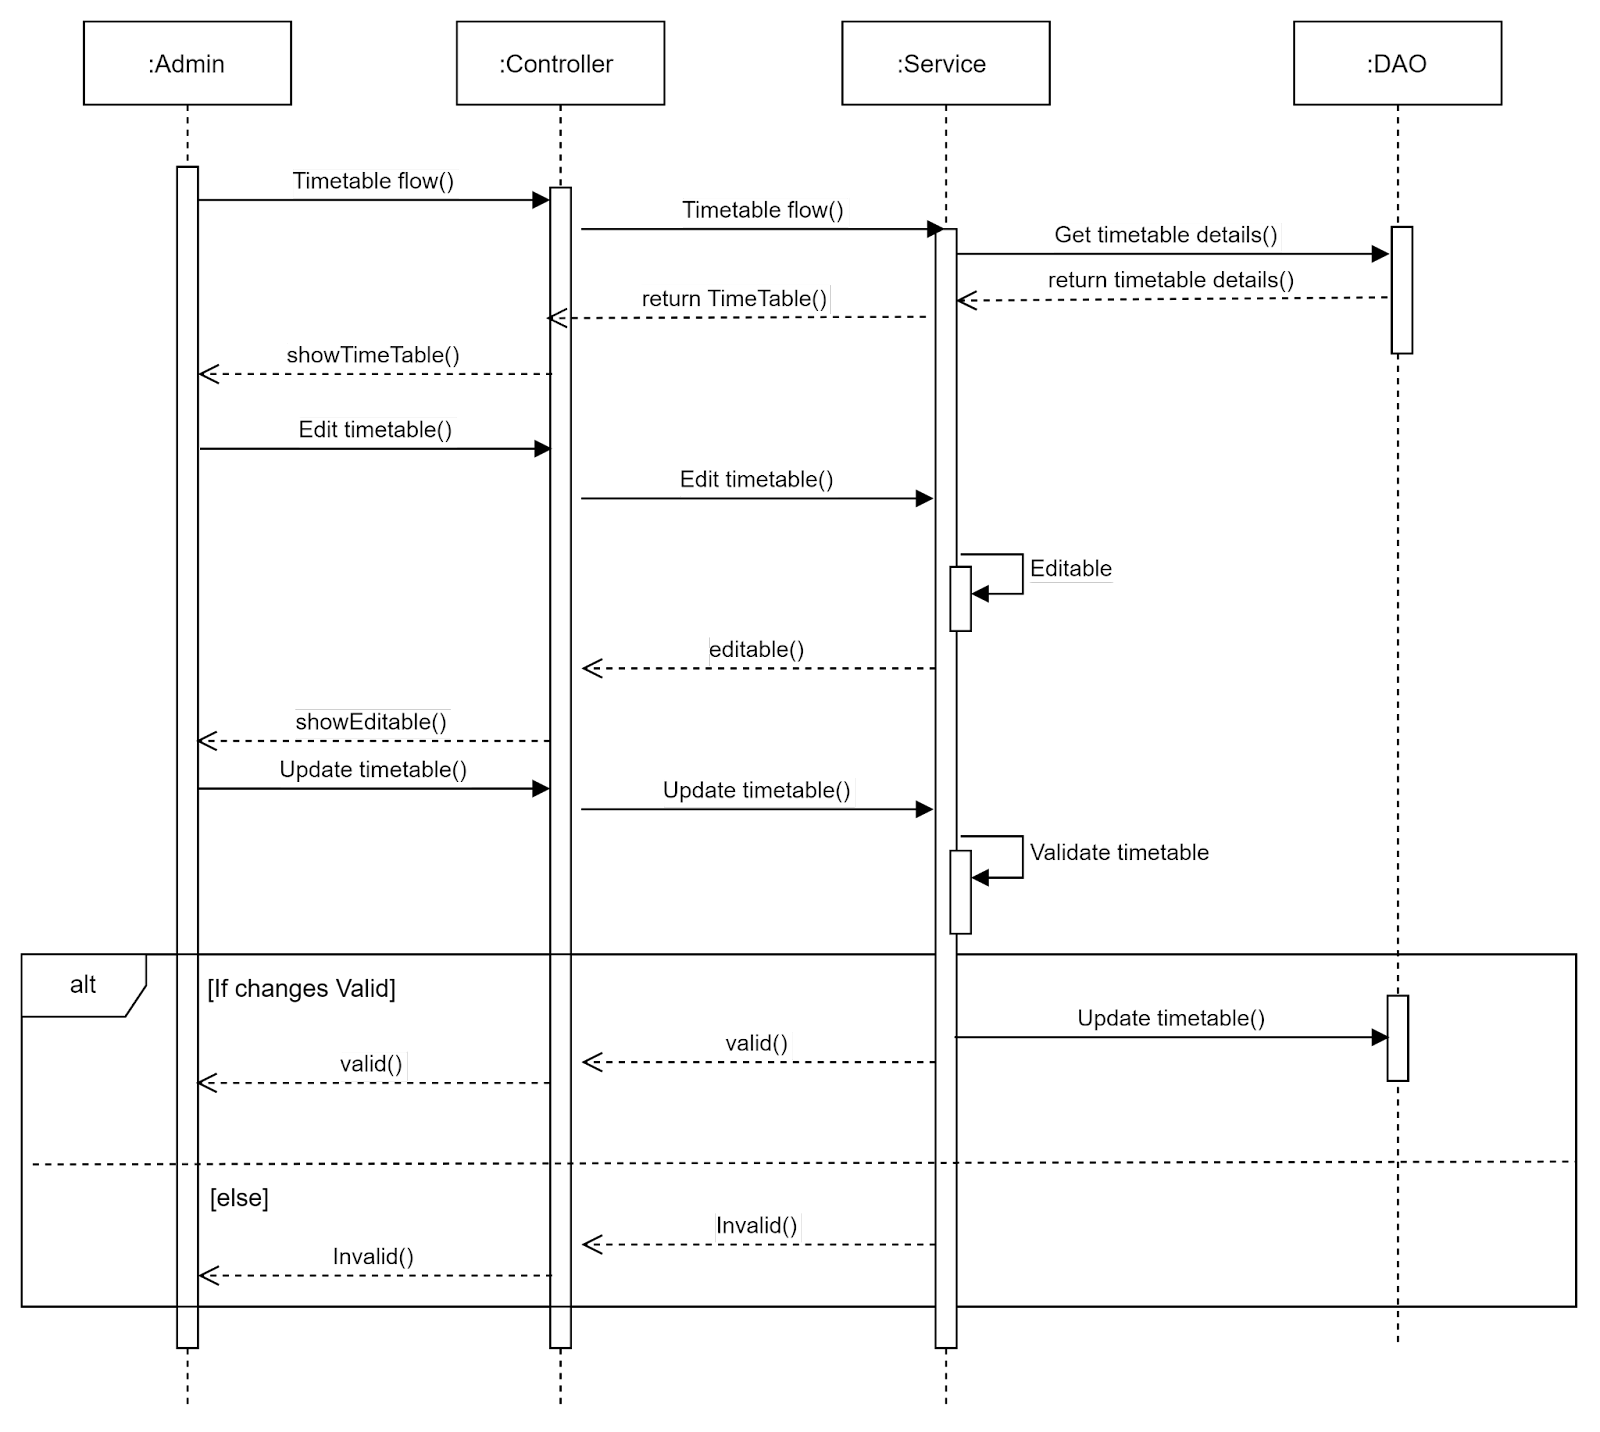 :Admin
:Controller
:Service
:DAO
Timetable flow()
Timetable flow()
Get timetable details()
return timetable details()
return TimeTable()
showTimeTable()
Edit timetable()
Edit timetable()
Editable
editable()
showEditable()
Update timetable()
Update timetable()
Validate timetable
alt
[If changes Valid]
Update timetable()
valid()
valid()
[else]
Invalid()
Invalid()